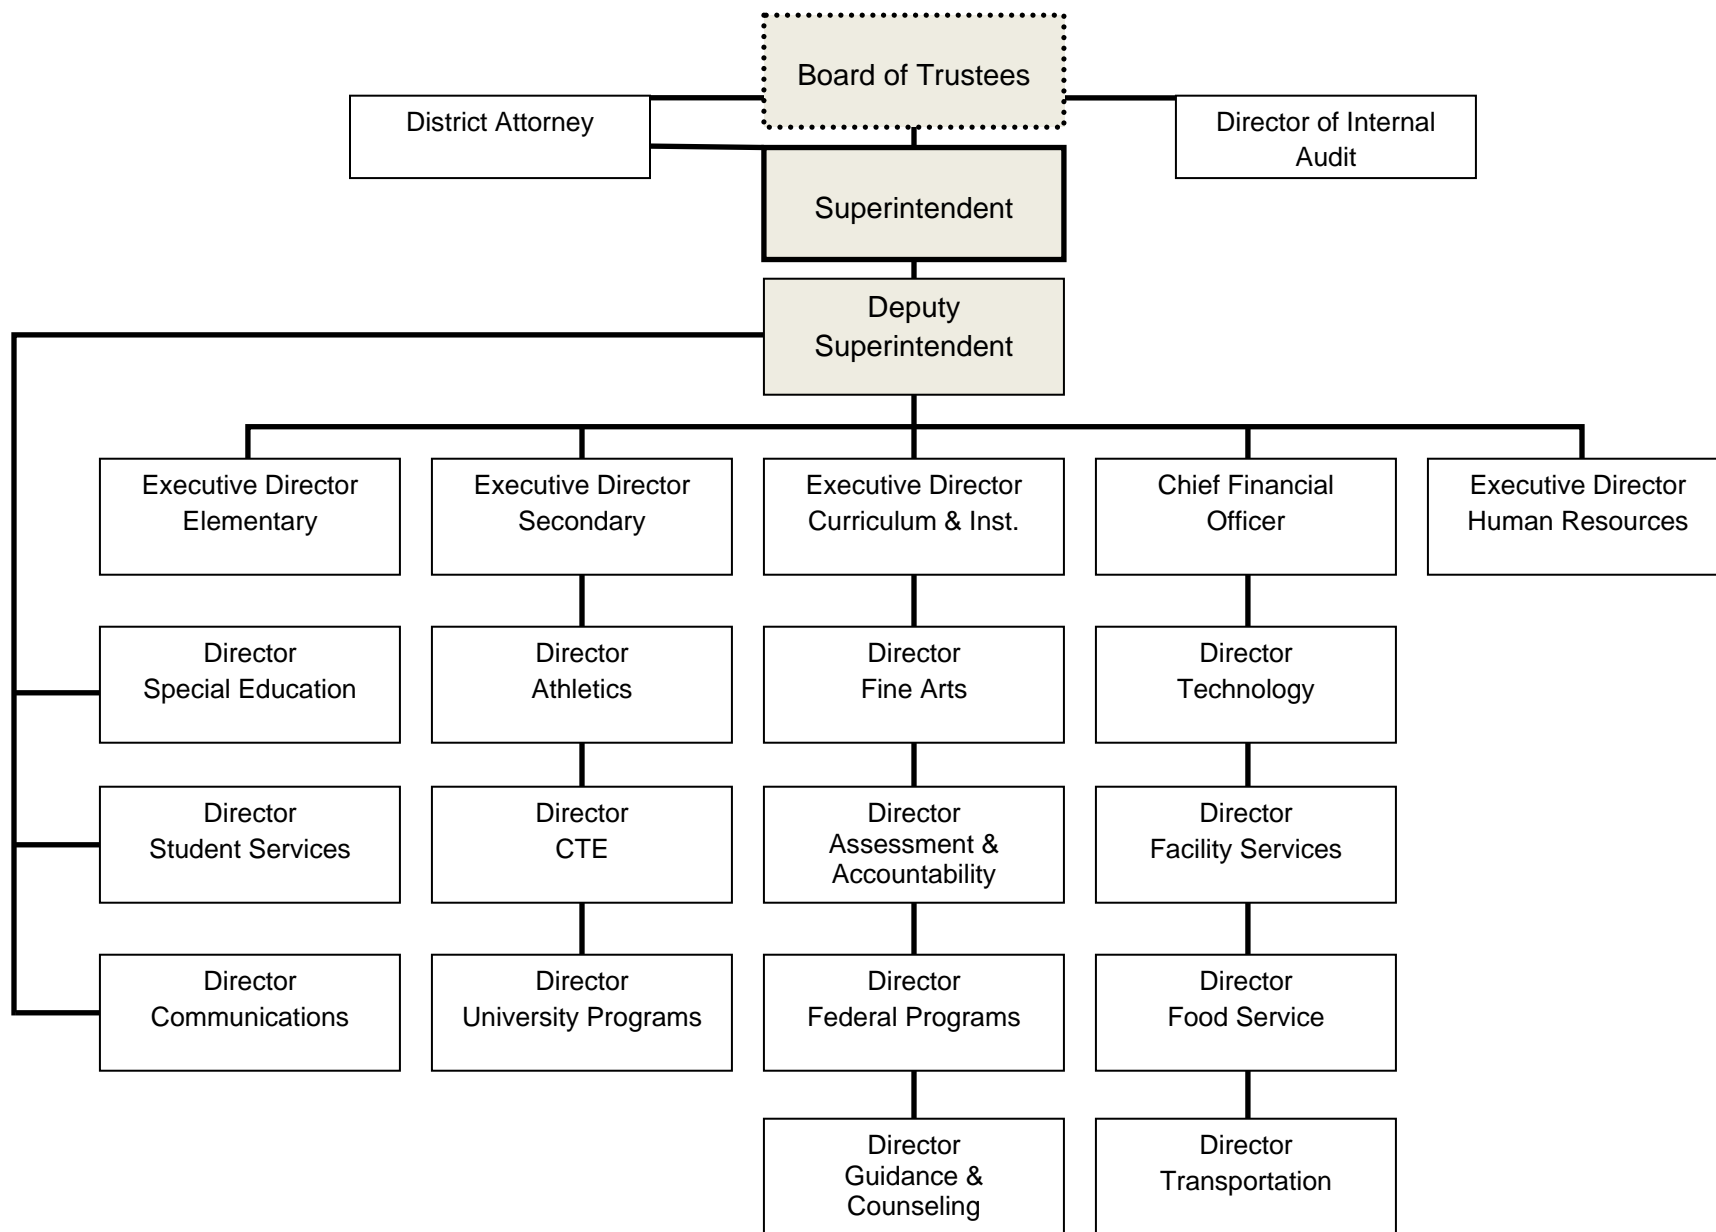 Board of Trustees
District Attorney
Director of Internal
Audit
Superintendent
Deputy
Superintendent
Executive Director
Elementary
Executive Director
Secondary
Executive Director
Curriculum & Inst.
Chief Financial
Officer
Executive Director
Human Resources
Director
Special Education
Director
Athletics
Director
Fine Arts
Director
Technology
Director
Student Services
Director
CTE
Director
Assessment &
Accountability
Director
Facility Services
Director
Communications
Director
University Programs
Director
Federal Programs
Director
Food Service
Director
Guidance &
Counseling
Director
Transportation